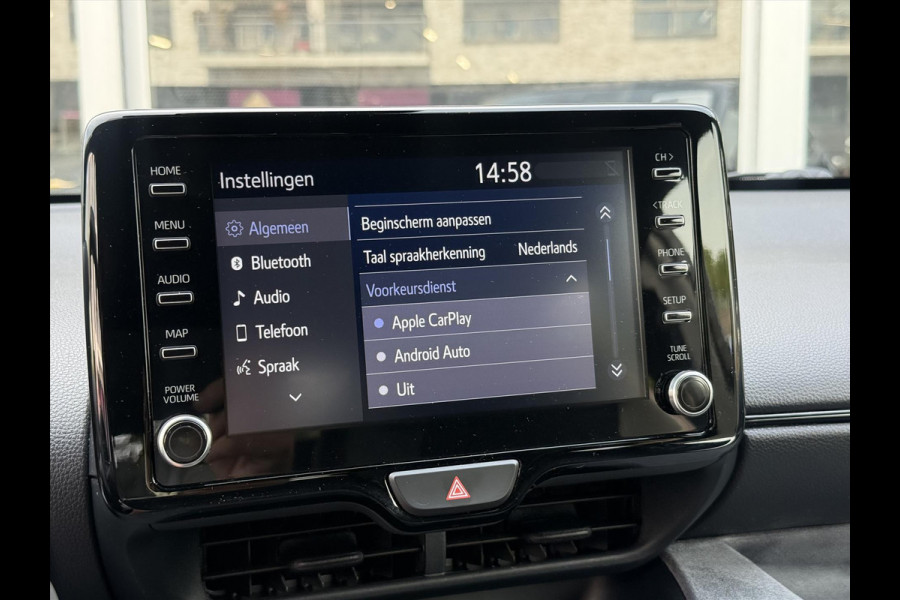 HOME
MENU
AUDIO
MAP
POWER
VOLUME
Instellingen
14:58
Algemeen
Bluetooth
Audio
Telefoon
Spraak
Beginscherm aanpassen
Taal spraakherkenning Nederlands
Voorkeursdienst
Apple CarPlay
Android Auto
Uit
CH >
< TRACK
PHONE
SETUP
TUNE
SCROLL